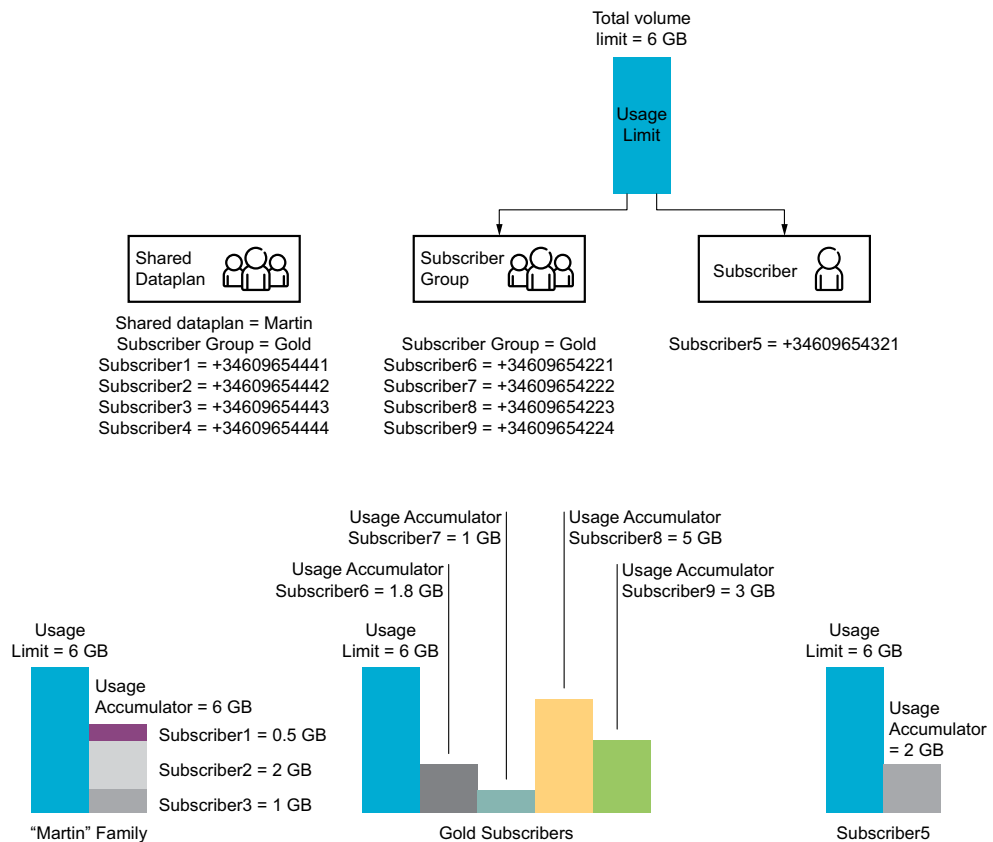 Total volume
limit = 6 GB
Usage
Limit
Shared
Dataplan
Subscriber
Group
Subscriber
Shared dataplan = Martin
Subscriber Group = Gold
Subscriber1 = +34609654441
Subscriber2 = +34609654442
Subscriber3 = +34609654443
Subscriber4 = +34609654444
Subscriber Group = Gold
Subscriber6 = +34609654221
Subscriber7 = +34609654222
Subscriber8 = +34609654223
Subscriber9 = +34609654224
Subscriber5 = +34609654321
Usage Accumulator
Subscriber7 = 1 GB
Usage Accumulator
Subscriber8 = 5 GB
Usage Accumulator
Subscriber6 = 1.8 GB
Usage Accumulator
Subscriber9 = 3 GB
Usage
Limit = 6 GB
Usage
Accumulator = 6 GB
Subscriber1 = 0.5 GB
Subscriber2 = 2 GB
Subscriber3 = 1 GB
“Martin” Family
Usage
Limit = 6 GB
Gold Subscribers
Usage
Limit = 6 GB
Usage
Accumulator
= 2 GB
Subscriber5